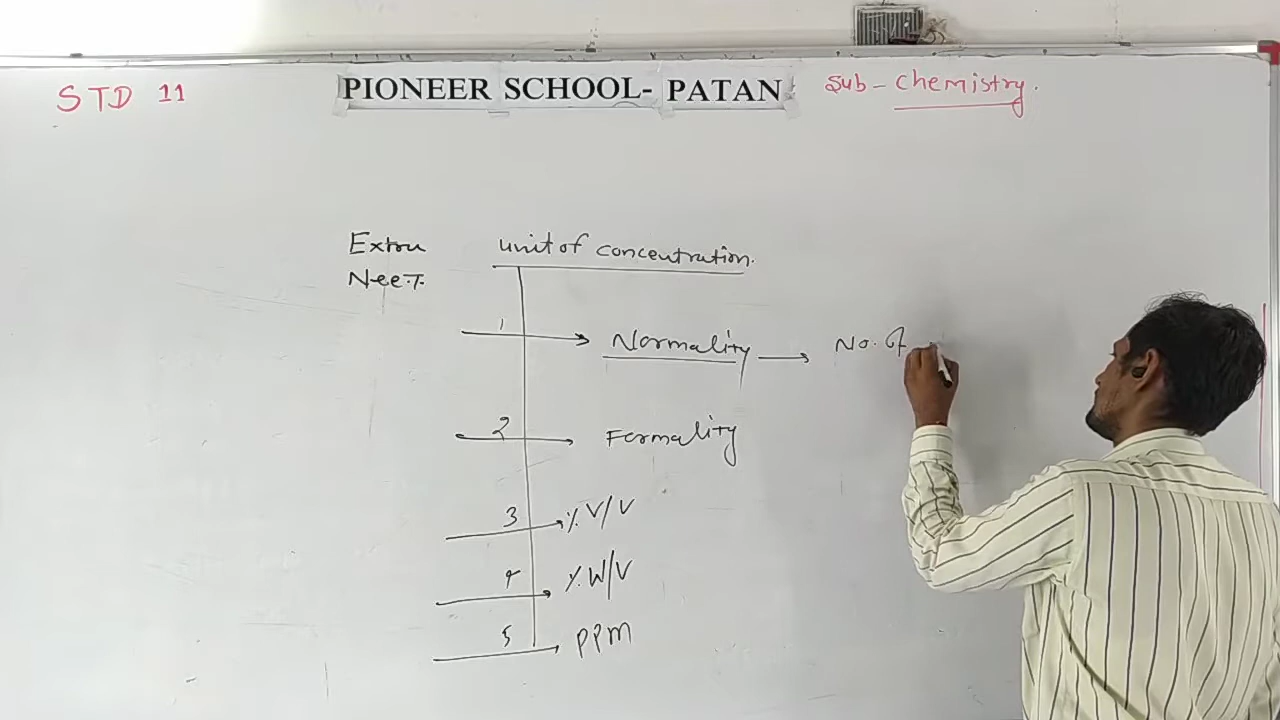 STD 11
PIONEER SCHOOL- PATAN
Sub - Chemistry.
Extra
NEET.
unit of concentration.
1 Normality → No. of
2 Formality
3 % V/V
4 % W/V
5 PPM